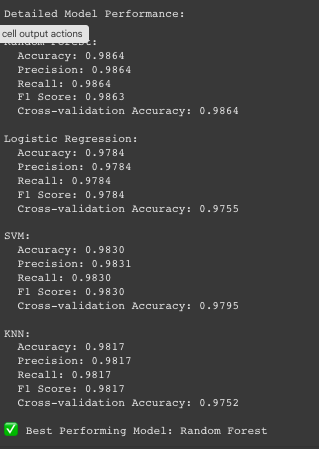 Detailed Model Performance:
cell output actions
Random Forest:
Accuracy: 0.9864
Precision: 0.9864
Recall: 0.9864
F1 Score: 0.9863
Cross-validation Accuracy: 0.9864
Logistic Regression:
Accuracy: 0.9784
Precision: 0.9784
Recall: 0.9784
F1 Score: 0.9784
Cross-validation Accuracy: 0.9755
SVM:
Accuracy: 0.9830
Precision: 0.9831
Recall: 0.9830
F1 Score: 0.9830
Cross-validation Accuracy: 0.9795
KNN:
Accuracy: 0.9817
Precision: 0.9817
Recall: 0.9817
F1 Score: 0.9817
Cross-validation Accuracy: 0.9752
✅ Best Performing Model: Random Forest